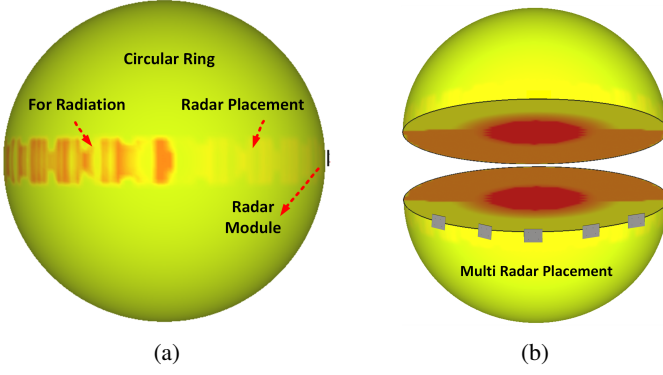 Circular Ring
For Radiation
Radar Placement
Radar
Module
(a)
Multi Radar Placement
(b)